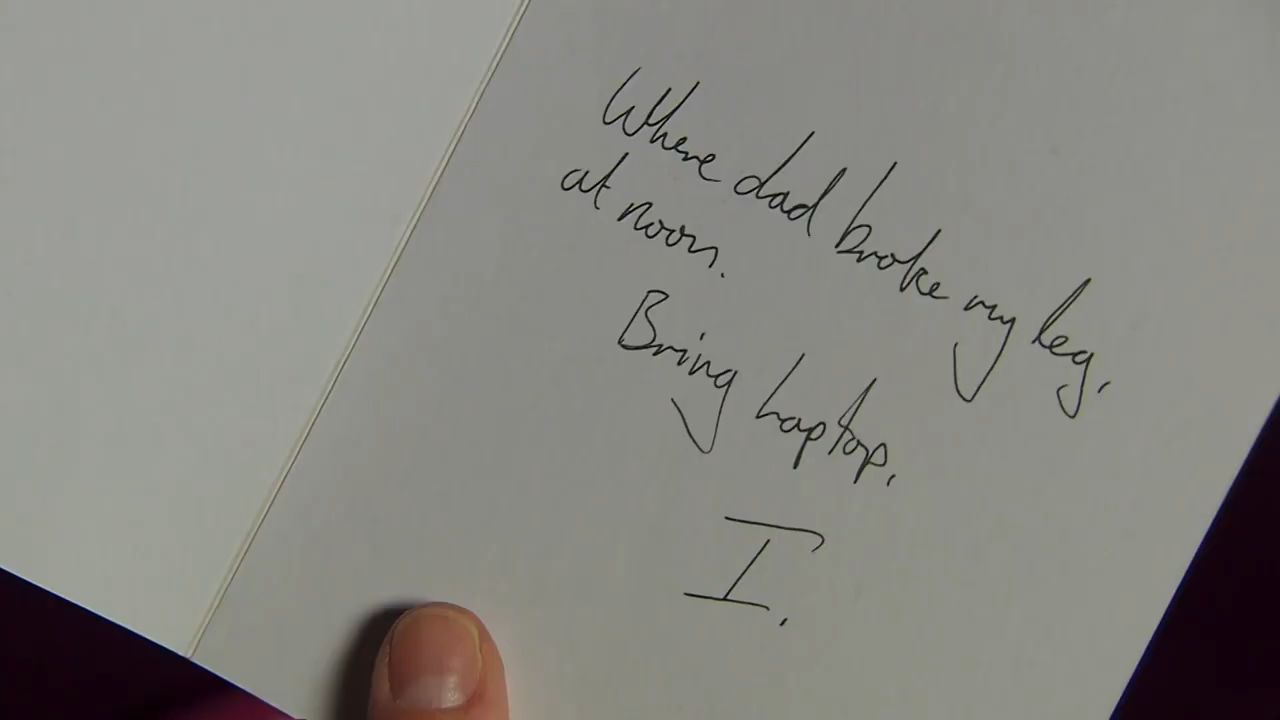 Where dad broke my leg,
at noon.
Bring laptop.
I.